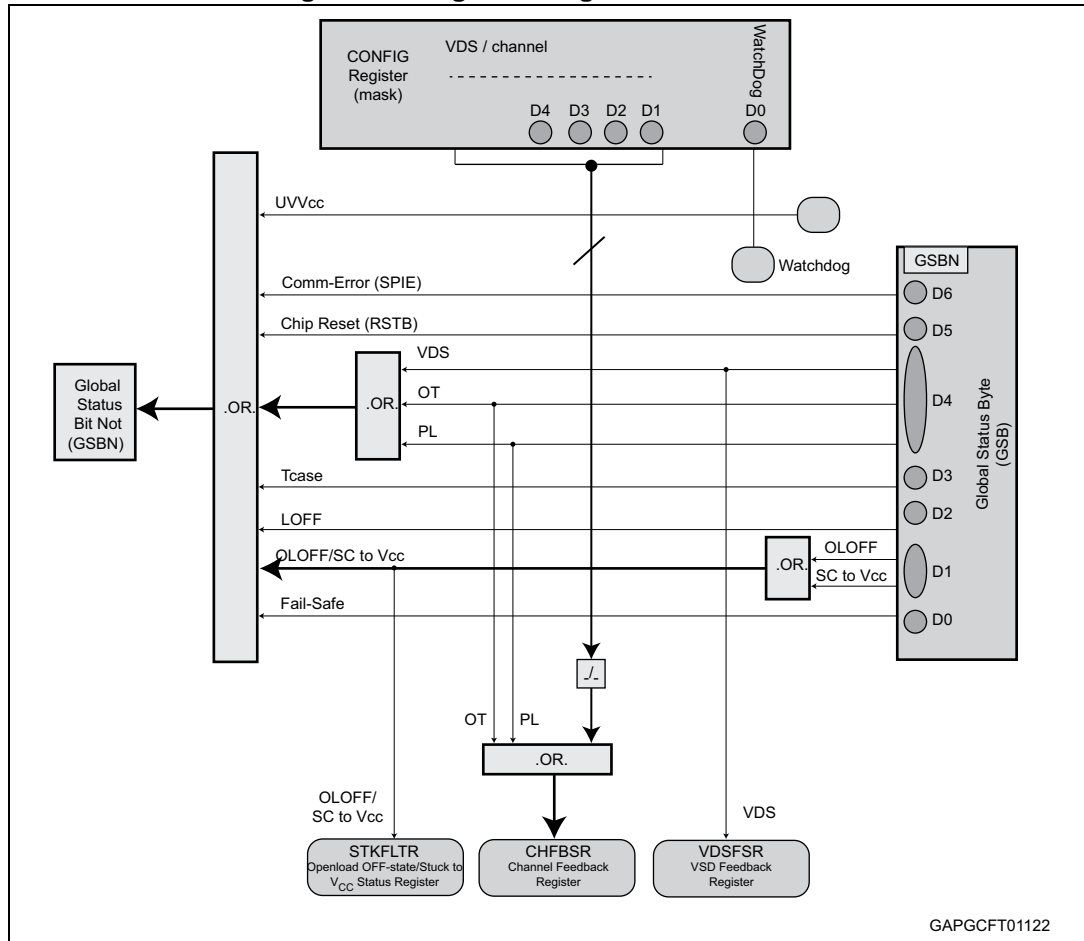 VDS / channel
CONFIG
Register
(mask)
WatchDog
D4 D3 D2 D1 D0
UVVcc
Watchdog
GSBN
Comm-Error (SPIE)
D6
Chip Reset (RSTB)
D5
VDS
Global
Status
Bit Not
(GSBN)
.OR.
.OR.
OT
D4
PL
Global Status Byte
(GSB)
Tcase
D3
LOFF
D2
OLOFF/SC to Vcc
.OR.
OLOFF
SC to Vcc
D1
Fail-Safe
D0
-/-
OT PL
.OR.
OLOFF/
SC to Vcc
VDS
STKFLTR
Openload OFF-state/Stuck to
VCC Status Register
CHFBSR
Channel Feedback
Register
VDSFSR
VSD Feedback
Register
GAPGCFT01122